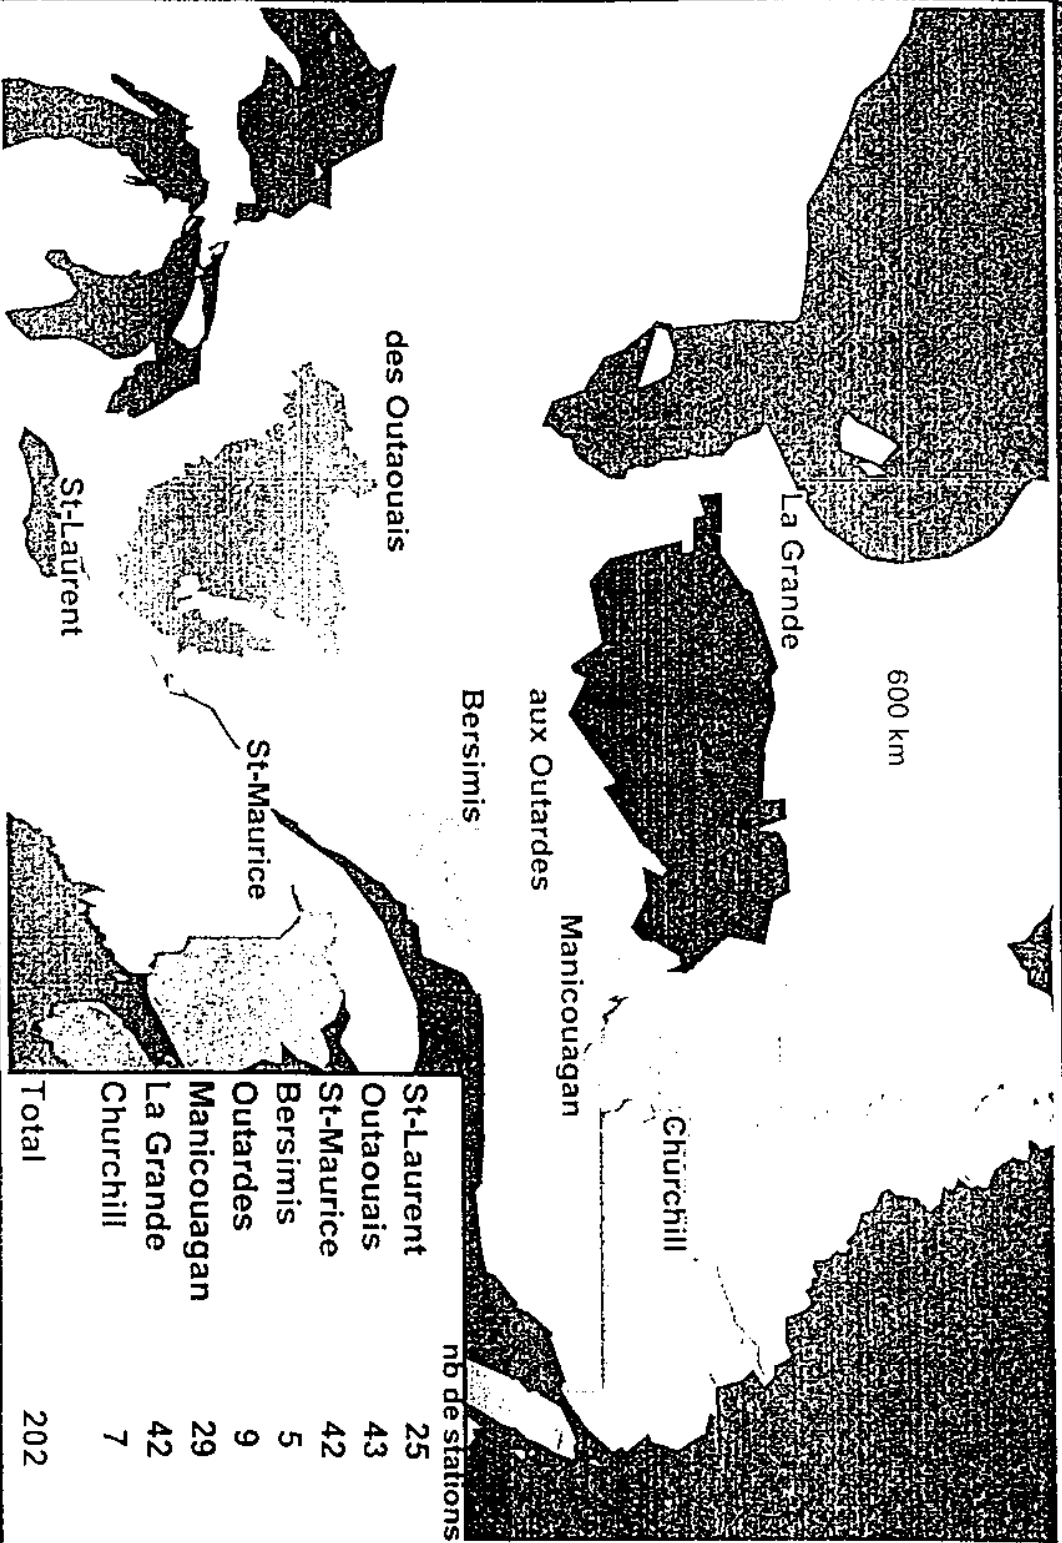 600 km
La Grande
Churchill
Manicouagan
aux Outardes
Bersimis
des Outaouais
St-Maurice
St-Laurent
nb de stations
St-Laurent 25
Outaouais 43
St-Maurice 42
Bersimis 5
Outardes 9
Manicouagan 29
La Grande 42
Churchill 7
Total 202